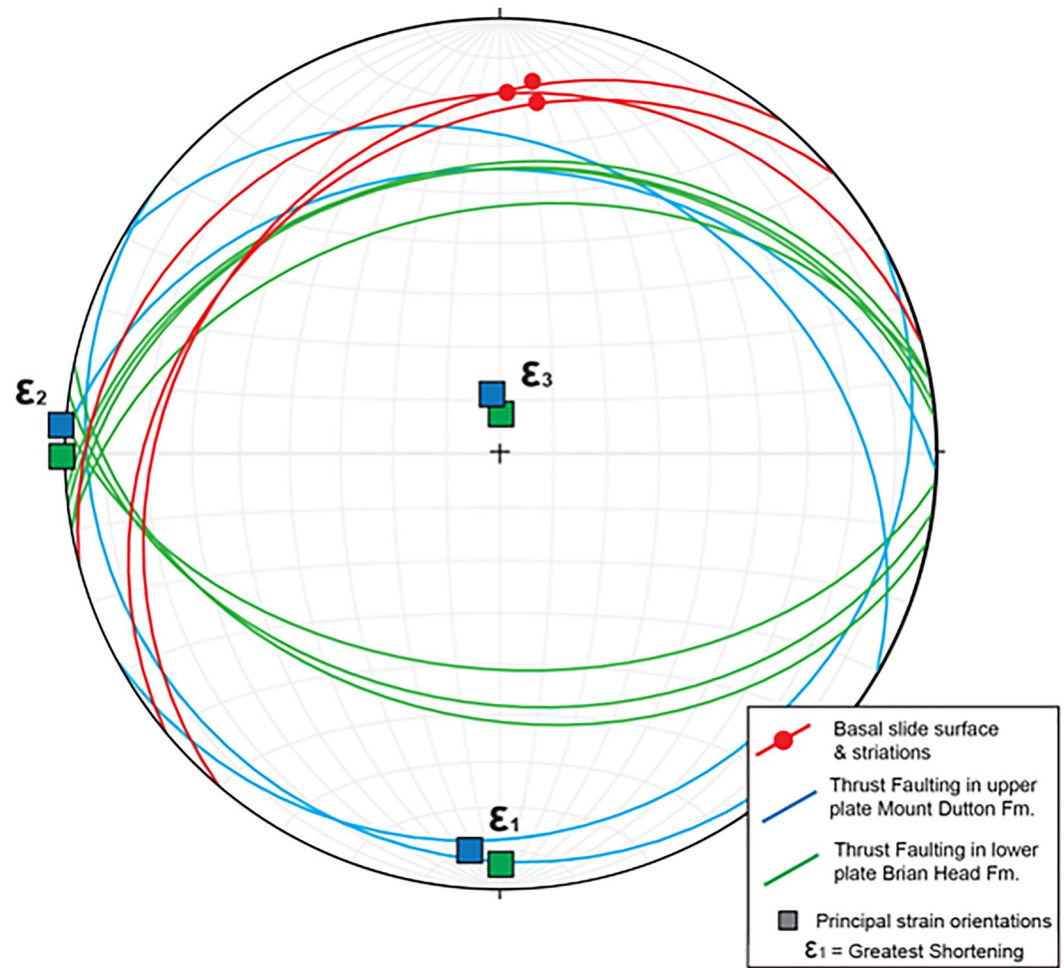 ε2
ε3
ε1
Basal slide surface
& striations
Thrust Faulting in upper
plate Mount Dutton Fm.
Thrust Faulting in lower
plate Brian Head Fm.
Principal strain orientations
ε1 = Greatest Shortening